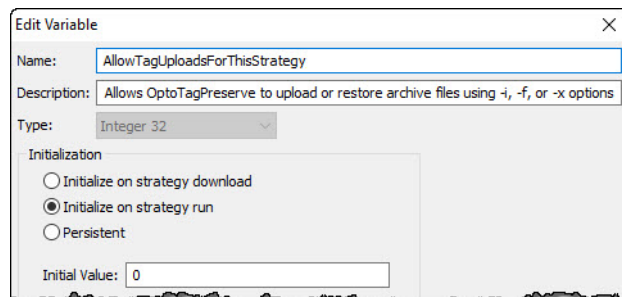 Edit Variable
Name: AllowTagUploadsForThisStrategy
Description: Allows OptoTagPreserve to upload or restore archive files using -i, -f, or -x options
Type: Integer 32
Initialization
Initialize on strategy download
Initialize on strategy run
Persistent
Initial Value: 0